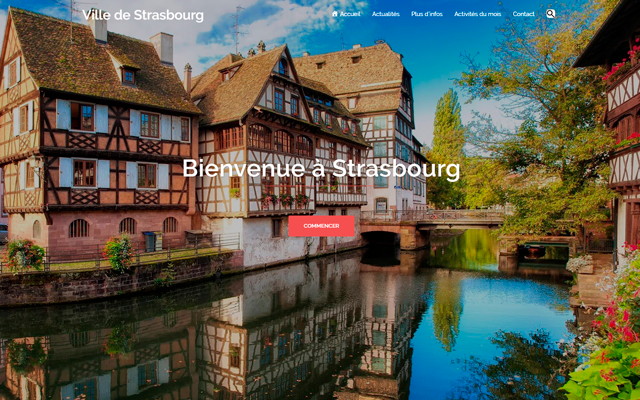 Ville de Strasbourg
Accueil
Actualités
Plus d'infos
Activités du mois
Contact
Bienvenue à Strasbourg
COMMENCER